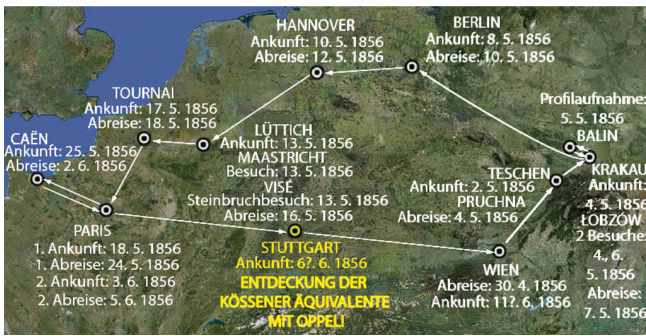 HANNOVER
Ankunft: 10. 5. 1856
Abreise: 12. 5. 1856
BERLIN
Ankunft: 8. 5. 1856
Abreise: 10. 5. 1856
TOURNAI
Ankunft: 17. 5. 1856
Abreise: 18. 5. 1856
Profilaufnahme:
5. 5. 1856
BALIN
CAËN
Ankunft: 25. 5. 1856
Abreise: 2. 6. 1856
LÜTTICH
Ankunft: 13. 5. 1856
MAASTRICHT
Besuch: 13. 5. 1856
VISÉ
Steinbruchbesuch: 13. 5. 1856
Abreise: 16. 5. 1856
TESCHEN
Ankunft: 2. 5. 1856
PRUCHNA
Abreise: 4. 5. 1856
KRAKAU
Ankunft:
4. 5. 1856
ŁOBZÓW
2 Besuche:
4., 6.
5. 1856
Abreise:
7. 5. 1856
PARIS
1. Ankunft: 18. 5. 1856
1. Abreise: 24. 5. 1856
2. Ankunft: 3. 6. 1856
2. Abreise: 5. 6. 1856
STUTTGART
Ankunft: 6?. 6. 1856
ENTDECKUNG DER
KÖSSENER ÄQUIVALENTE
MIT OPPEL!
WIEN
Abreise: 30. 4. 1856
Ankunft: 11?. 6. 1856